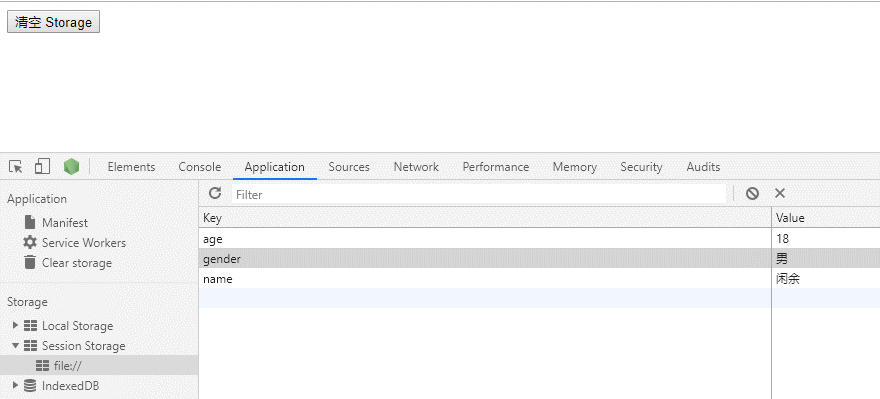 清空 Storage
Elements Console Application Sources Network Performance Memory Security Audits
Application
Manifest
Service Workers
Clear storage
Storage
Local Storage
Session Storage
file://
IndexedDB
Filter
Key Value
age 18
gender 男
name 闲余